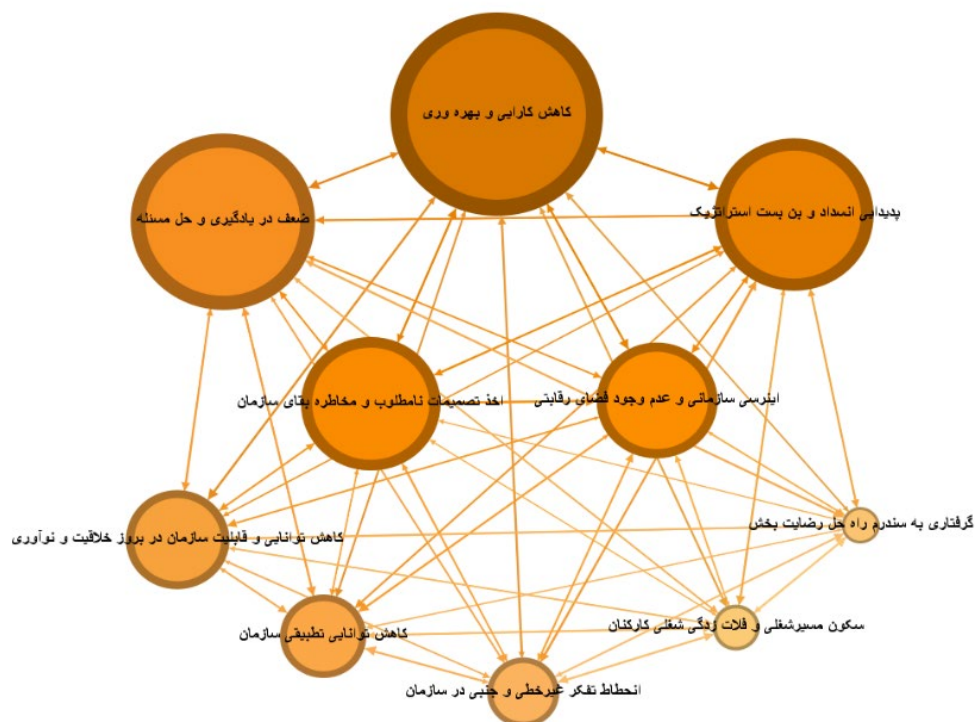 کاهش کارایی و بهره وری
ضعف در یادگیری و حل مسئله
پدیدایی انسداد و بن بست استراتژیک
اخذ تصمیمات نامطلوب و مخاطره بقای سازمان
اینرسی سازمانی و عدم وجود فضای رقابتی
کاهش توانایی و قابلیت سازمان در بروز خلاقیت و نوآوری
گرفتاری به سندرم راه حل رضایت بخش
کاهش توانایی تطبیقی سازمان
سکون مسیرشغلی و فلات زدگی شغلی کارکنان
انحطاط تفکر غیرخطی و جنبی در سازمان